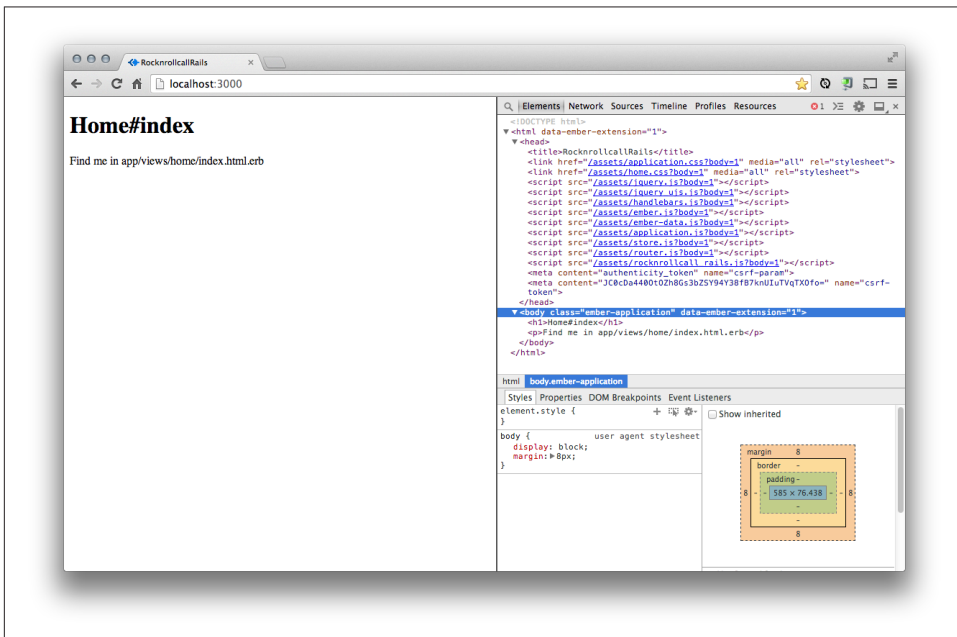 RocknrollcallRails
localhost:3000
Home#index
Find me in app/views/home/index.html.erb
Elements Network Sources Timeline Profiles Resources 1
<!DOCTYPE html>
<html data-ember-extension="1">
<head>
<title>RocknrollcallRails</title>
<link href="/assets/application.css?body=1" media="all" rel="stylesheet">
<link href="/assets/home.css?body=1" media="all" rel="stylesheet">
<script src="/assets/jquery.js?body=1"></script>
<script src="/assets/jquery_ujs.js?body=1"></script>
<script src="/assets/handlebars.js?body=1"></script>
<script src="/assets/ember.js?body=1"></script>
<script src="/assets/ember-data.js?body=1"></script>
<script src="/assets/application.js?body=1"></script>
<script src="/assets/store.js?body=1"></script>
<script src="/assets/router.js?body=1"></script>
<script src="/assets/rocknrollcall_rails.js?body=1"></script>
<meta content="authenticity_token" name="csrf-param">
<meta content= name="csrf-
token">
</head>
<body class="ember-application" data-ember-extension="1">
<h1>Home#index</h1>
<p>Find me in app/views/home/index.html.erb</p>
</body>
</html>
html body.ember-application
Styles Properties DOM Breakpoints Event Listeners
element.style {
}
Show inherited
body { user agent stylesheet
display: block;
margin: 8px;
}
margin 8
border -
padding -
8 - - 585 × 76.438 - - 8
-
-
8